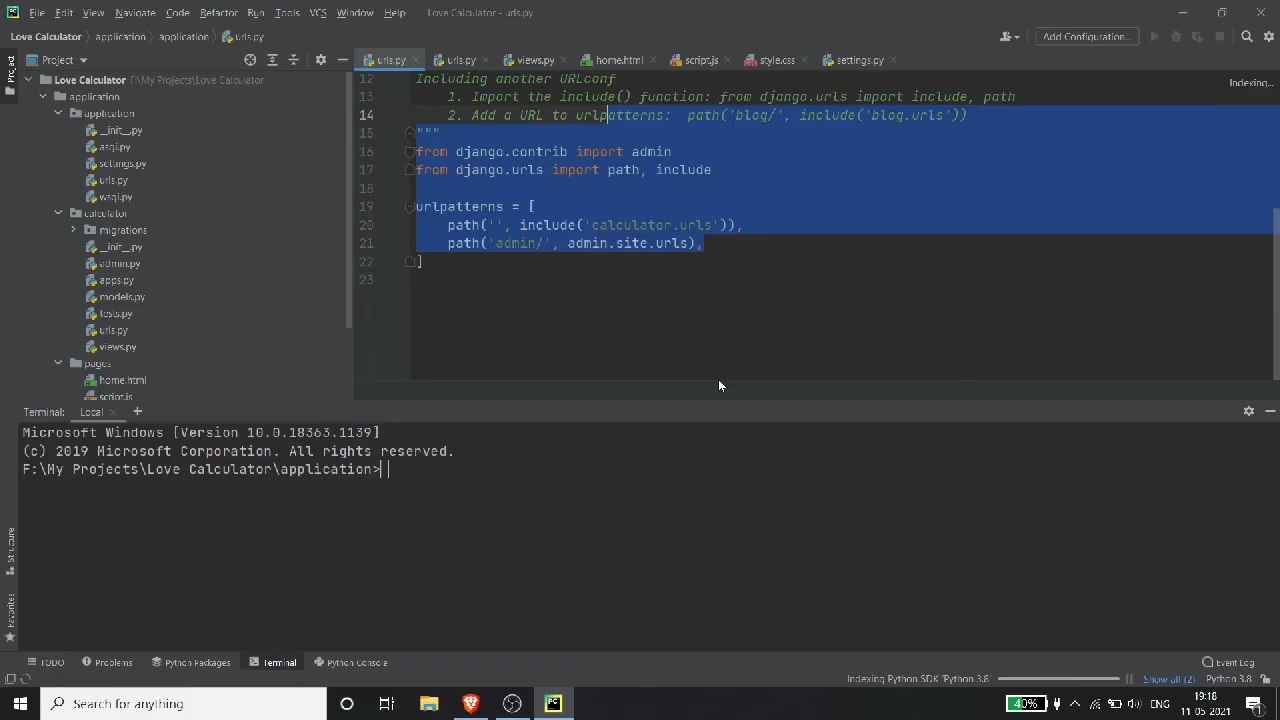 File Edit View Navigate Code Refactor Run Tools VCS Window Help Love Calculator - urls.py
Love Calculator application application urls.py Add Configuration...
Project urls.py urls.py views.py home.html script.js style.css settings.py
Project
Love Calculator F:\My Projects\Love Calculator
application
application
__init__.py
asgi.py
settings.py
urls.py
wsgi.py
calculator
migrations
__init__.py
admin.py
apps.py
models.py
tests.py
urls.py
views.py
pages
home.html
script.js
Indexing...
12 Including another URLconf
13 1. Import the include() function: from django.urls import include, path
14 2. Add a URL to urlpatterns: path('blog/', include('blog.urls'))
15 """
16 from django.contrib import admin
17 from django.urls import path, include
18
19 urlpatterns = [
20 path('', include('calculator.urls')),
21 path('admin/', admin.site.urls),
22 ]
23
Terminal: Local
Microsoft Windows [Version 10.0.18363.1139]
(c) 2019 Microsoft Corporation. All rights reserved.
F:\My Projects\Love Calculator\application>
Structure
Favorites
TODO Problems Python Packages Terminal Python Console Event Log
Indexing Python SDK 'Python 3.8' Show all (2) Python 3.8
Search for anything
PC
40% ENG 19:18
11-05-2021
1